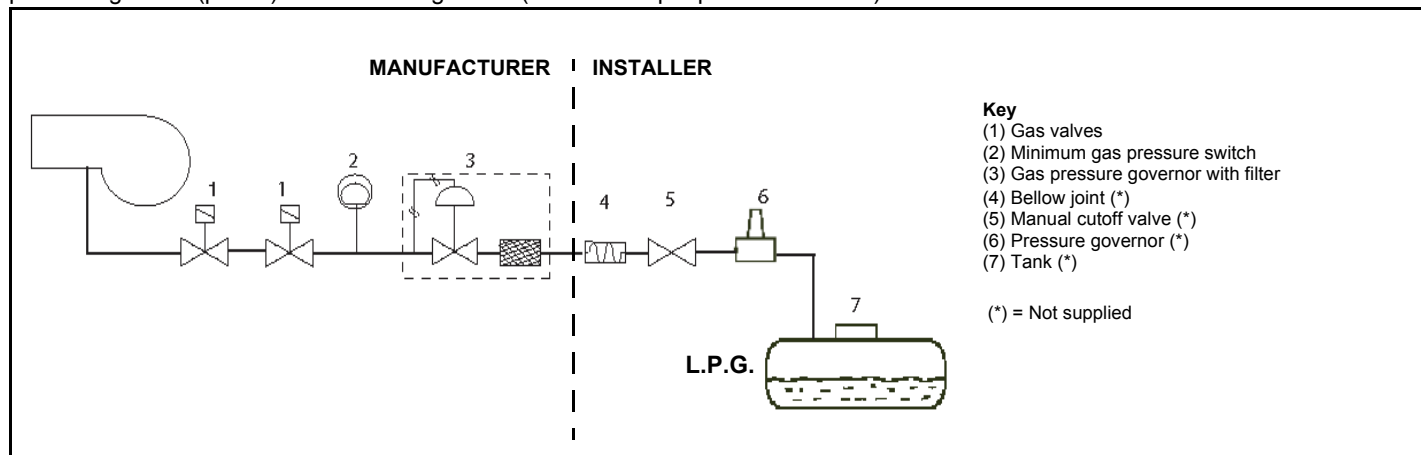 MANUFACTURER INSTALLER
Key
(1) Gas valves
(2) Minimum gas pressure switch
(3) Gas pressure governor with filter
(4) Bellow joint (*)
(5) Manual cutoff valve (*)
(6) Pressure governor (*)
(7) Tank (*)
(*) = Not supplied
1 1 2 3 4 5 6
7
L.P.G.